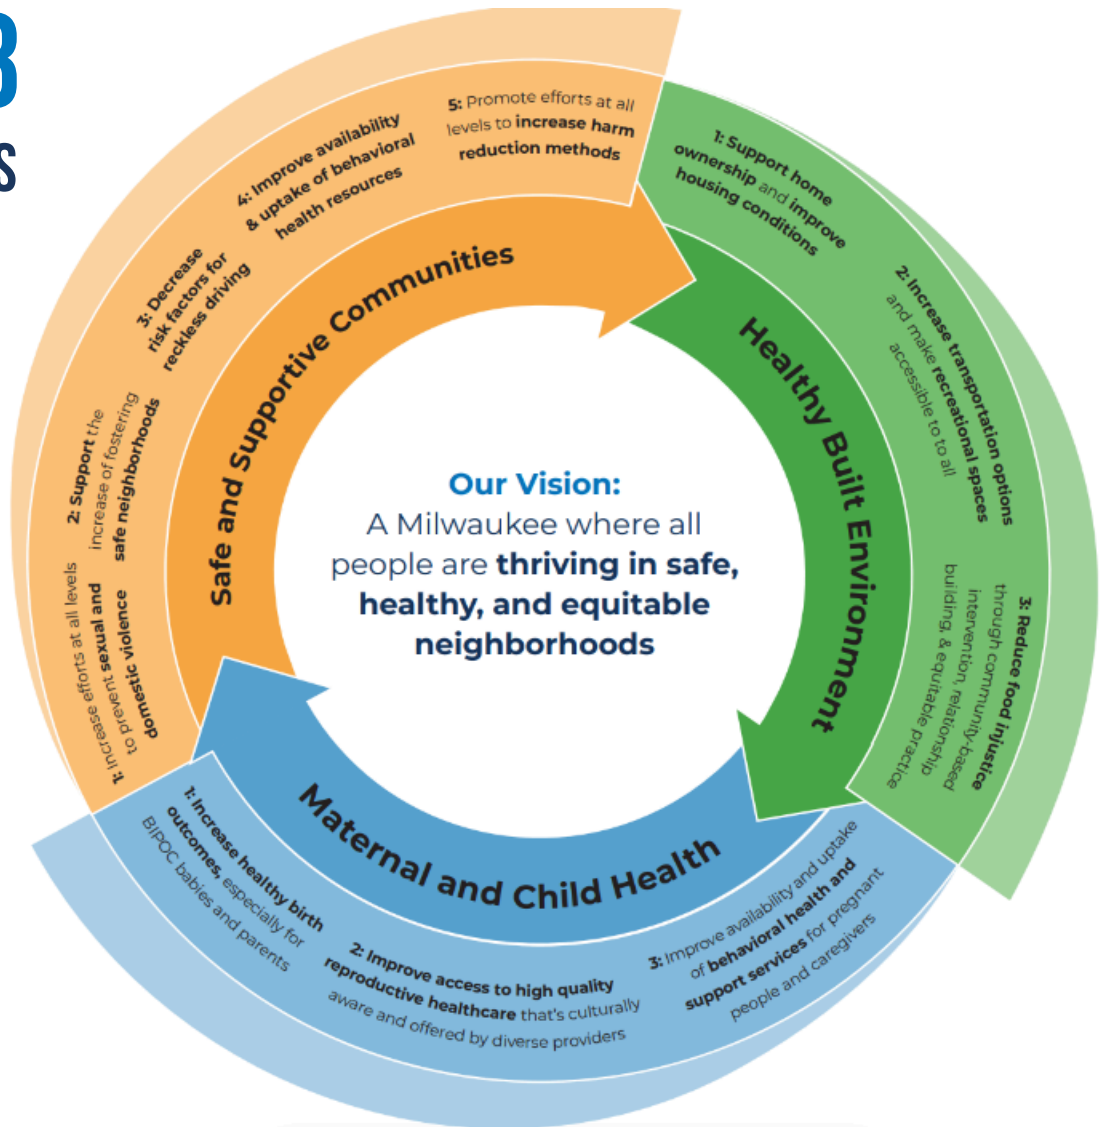 3
S
Safe and Supportive Communities
1: Increase efforts at all levels
to prevent sexual and
domestic violence
2: Support the
increase of fostering
safe neighborhoods
3: Decrease
risk factors for
reckless driving
4: Improve availability
& uptake of behavioral
health resources
5: Promote efforts at all
levels to increase harm
reduction methods
Healthy Built Environment
1: Support home
ownership and improve
housing conditions
2: Increase transportation options
and make recreational spaces
accessible to to all
3: Reduce food injustice
through community-based
intervention, relationship
building, & equitable practice
Maternal and Child Health
1: Increase healthy birth
outcomes, especially for
BIPOC babies and parents
2: Improve access to high quality
reproductive healthcare that's culturally
aware and offered by diverse providers
3: Improve availability and uptake
of behavioral health and
support services for pregnant
people and caregivers
Our Vision:
A Milwaukee where all
people are thriving in safe,
healthy, and equitable
neighborhoods